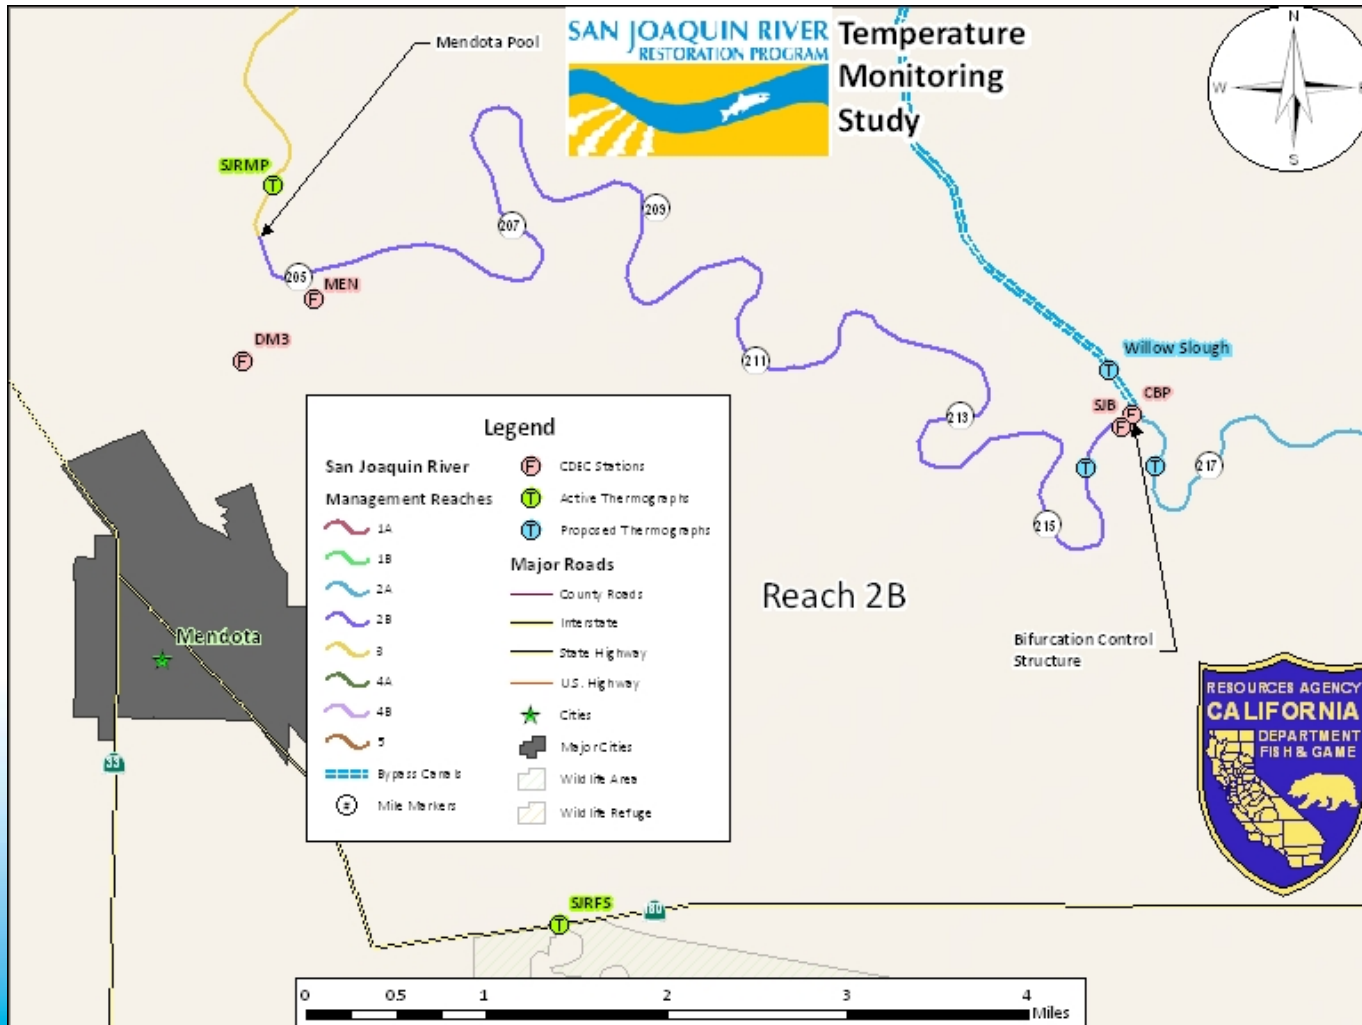 Mendota Pool
SAN JOAQUIN RIVER
RESTORATION PROGRAM
Temperature
Monitoring
Study
N
W
E
S
SJRMP
T
209
207
205
MEN
F
DM3
F
211
Willow Slough
T
CBP
SJB
F
F
213
T
T
217
215
Reach 2B
Bifurcation Control
Structure
Mendota
33
Legend
San Joaquin River
Management Reaches
1A
1B
2A
2B
3
4A
4B
5
Bypass Canals
# Mile Markers
F CDEC Stations
T Active Thermographs
T Proposed Thermographs
Major Roads
County Roads
Interstate
State Highway
U.S. Highway
Cities
Major Cities
Wildlife Area
Wildlife Refuge
RESOURCES AGENCY
CALIFORNIA
DEPARTMENT
FISH & GAME
SJRFS
T
180
0 0.5 1 2 3 4
Miles